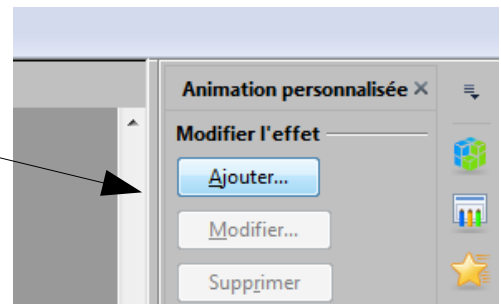 Animation personnalisée ×
Modifier l'effet
Ajouter...
Modifier...
Supprimer